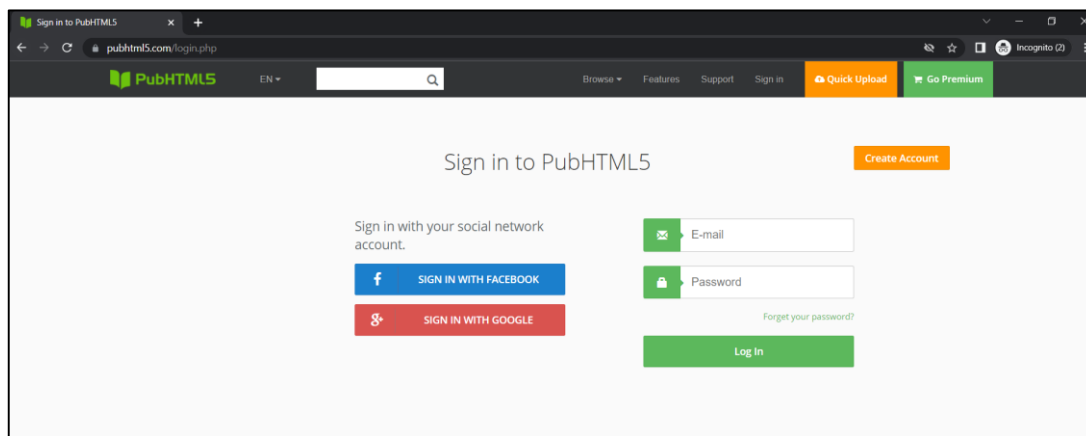 Sign in to PubHTML5
pubhtml5.com/login.php
Incognito (2)
PubHTML5
EN
Browse
Features
Support
Sign in
Quick Upload
Go Premium
Sign in to PubHTML5
Create Account
Sign in with your social network
account.
SIGN IN WITH FACEBOOK
SIGN IN WITH GOOGLE
E-mail
Password
Forget your password?
Log In